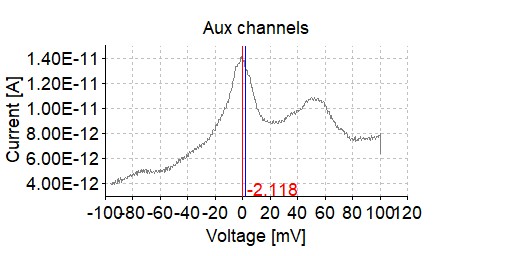 Aux channels
Current [A]
1.40E-11
1.20E-11
1.00E-11
8.00E-12
6.00E-12
4.00E-12
-2.118
-100 -80 -60 -40 -20 0 20 40 60 80 100 120
Voltage [mV]